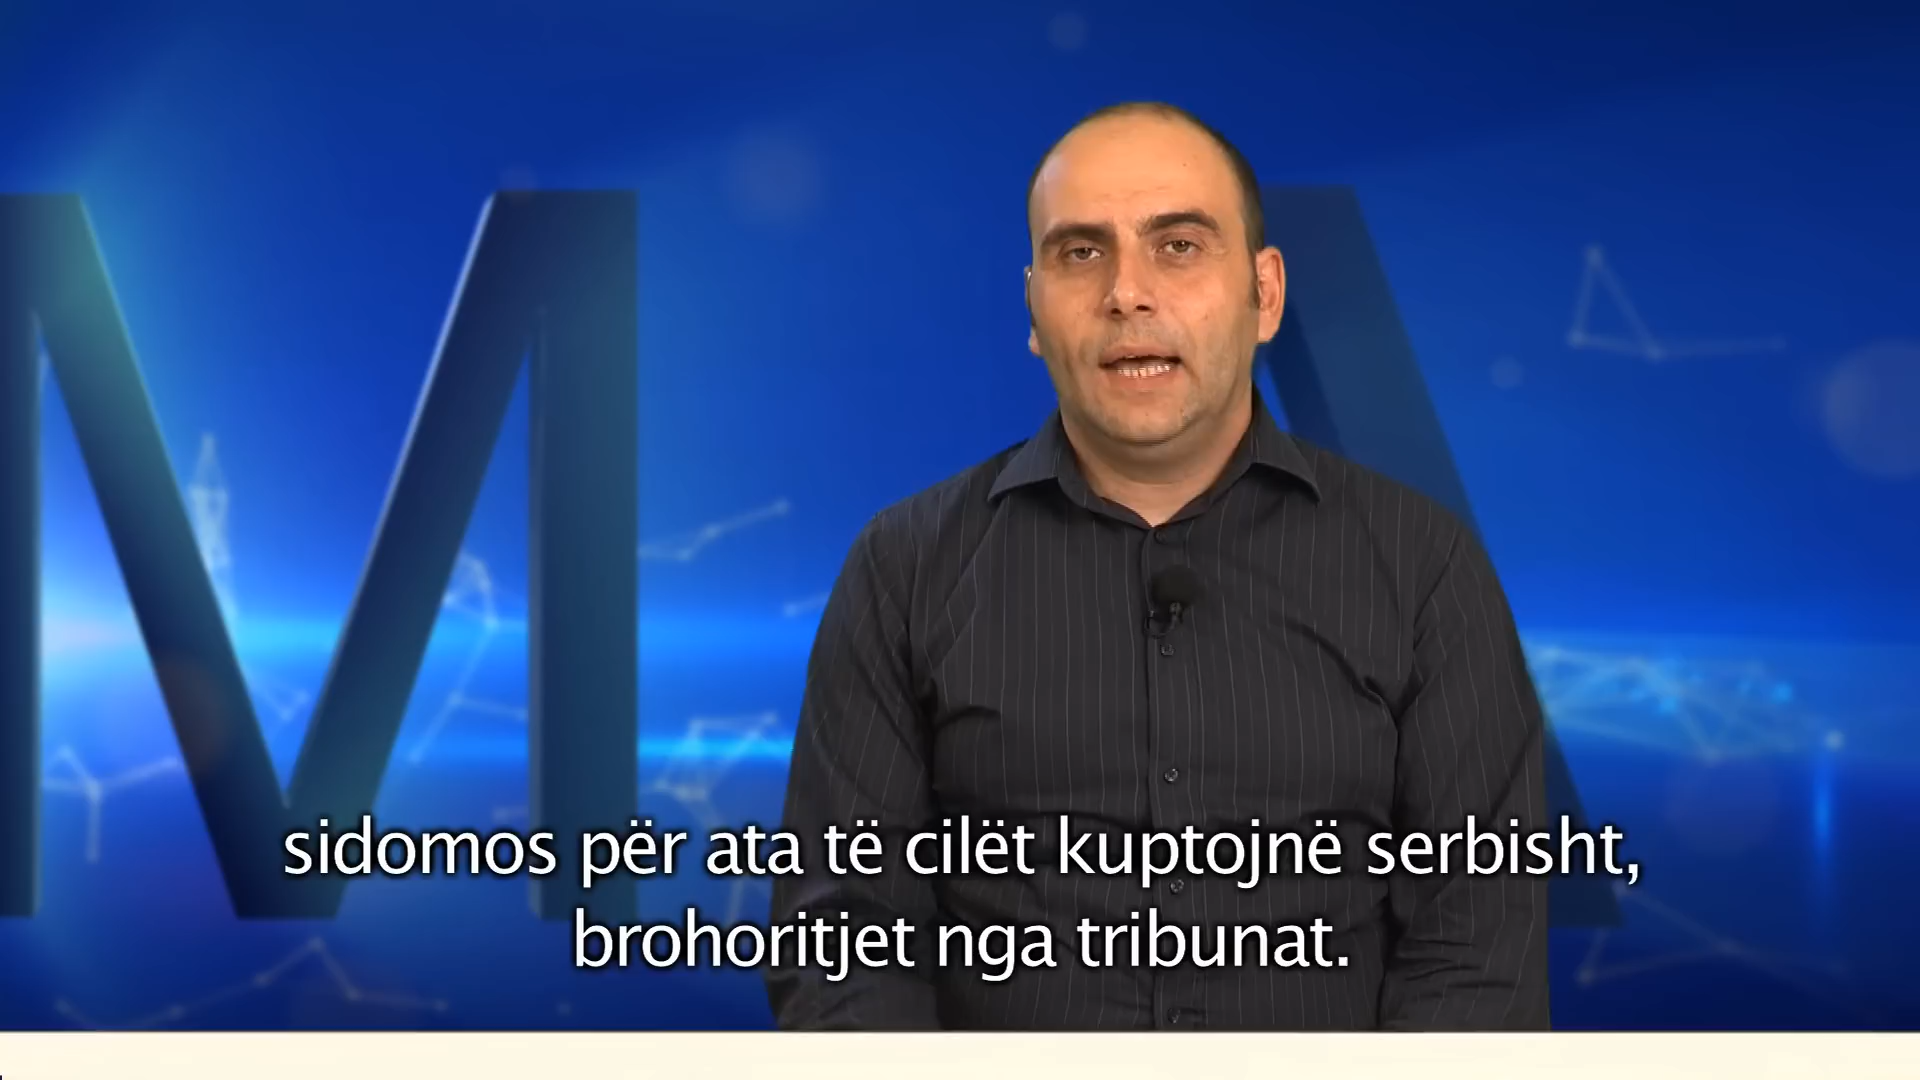 M A
sidomos për ata të cilët kuptojnë serbisht,
brohoritjet nga tribunat.